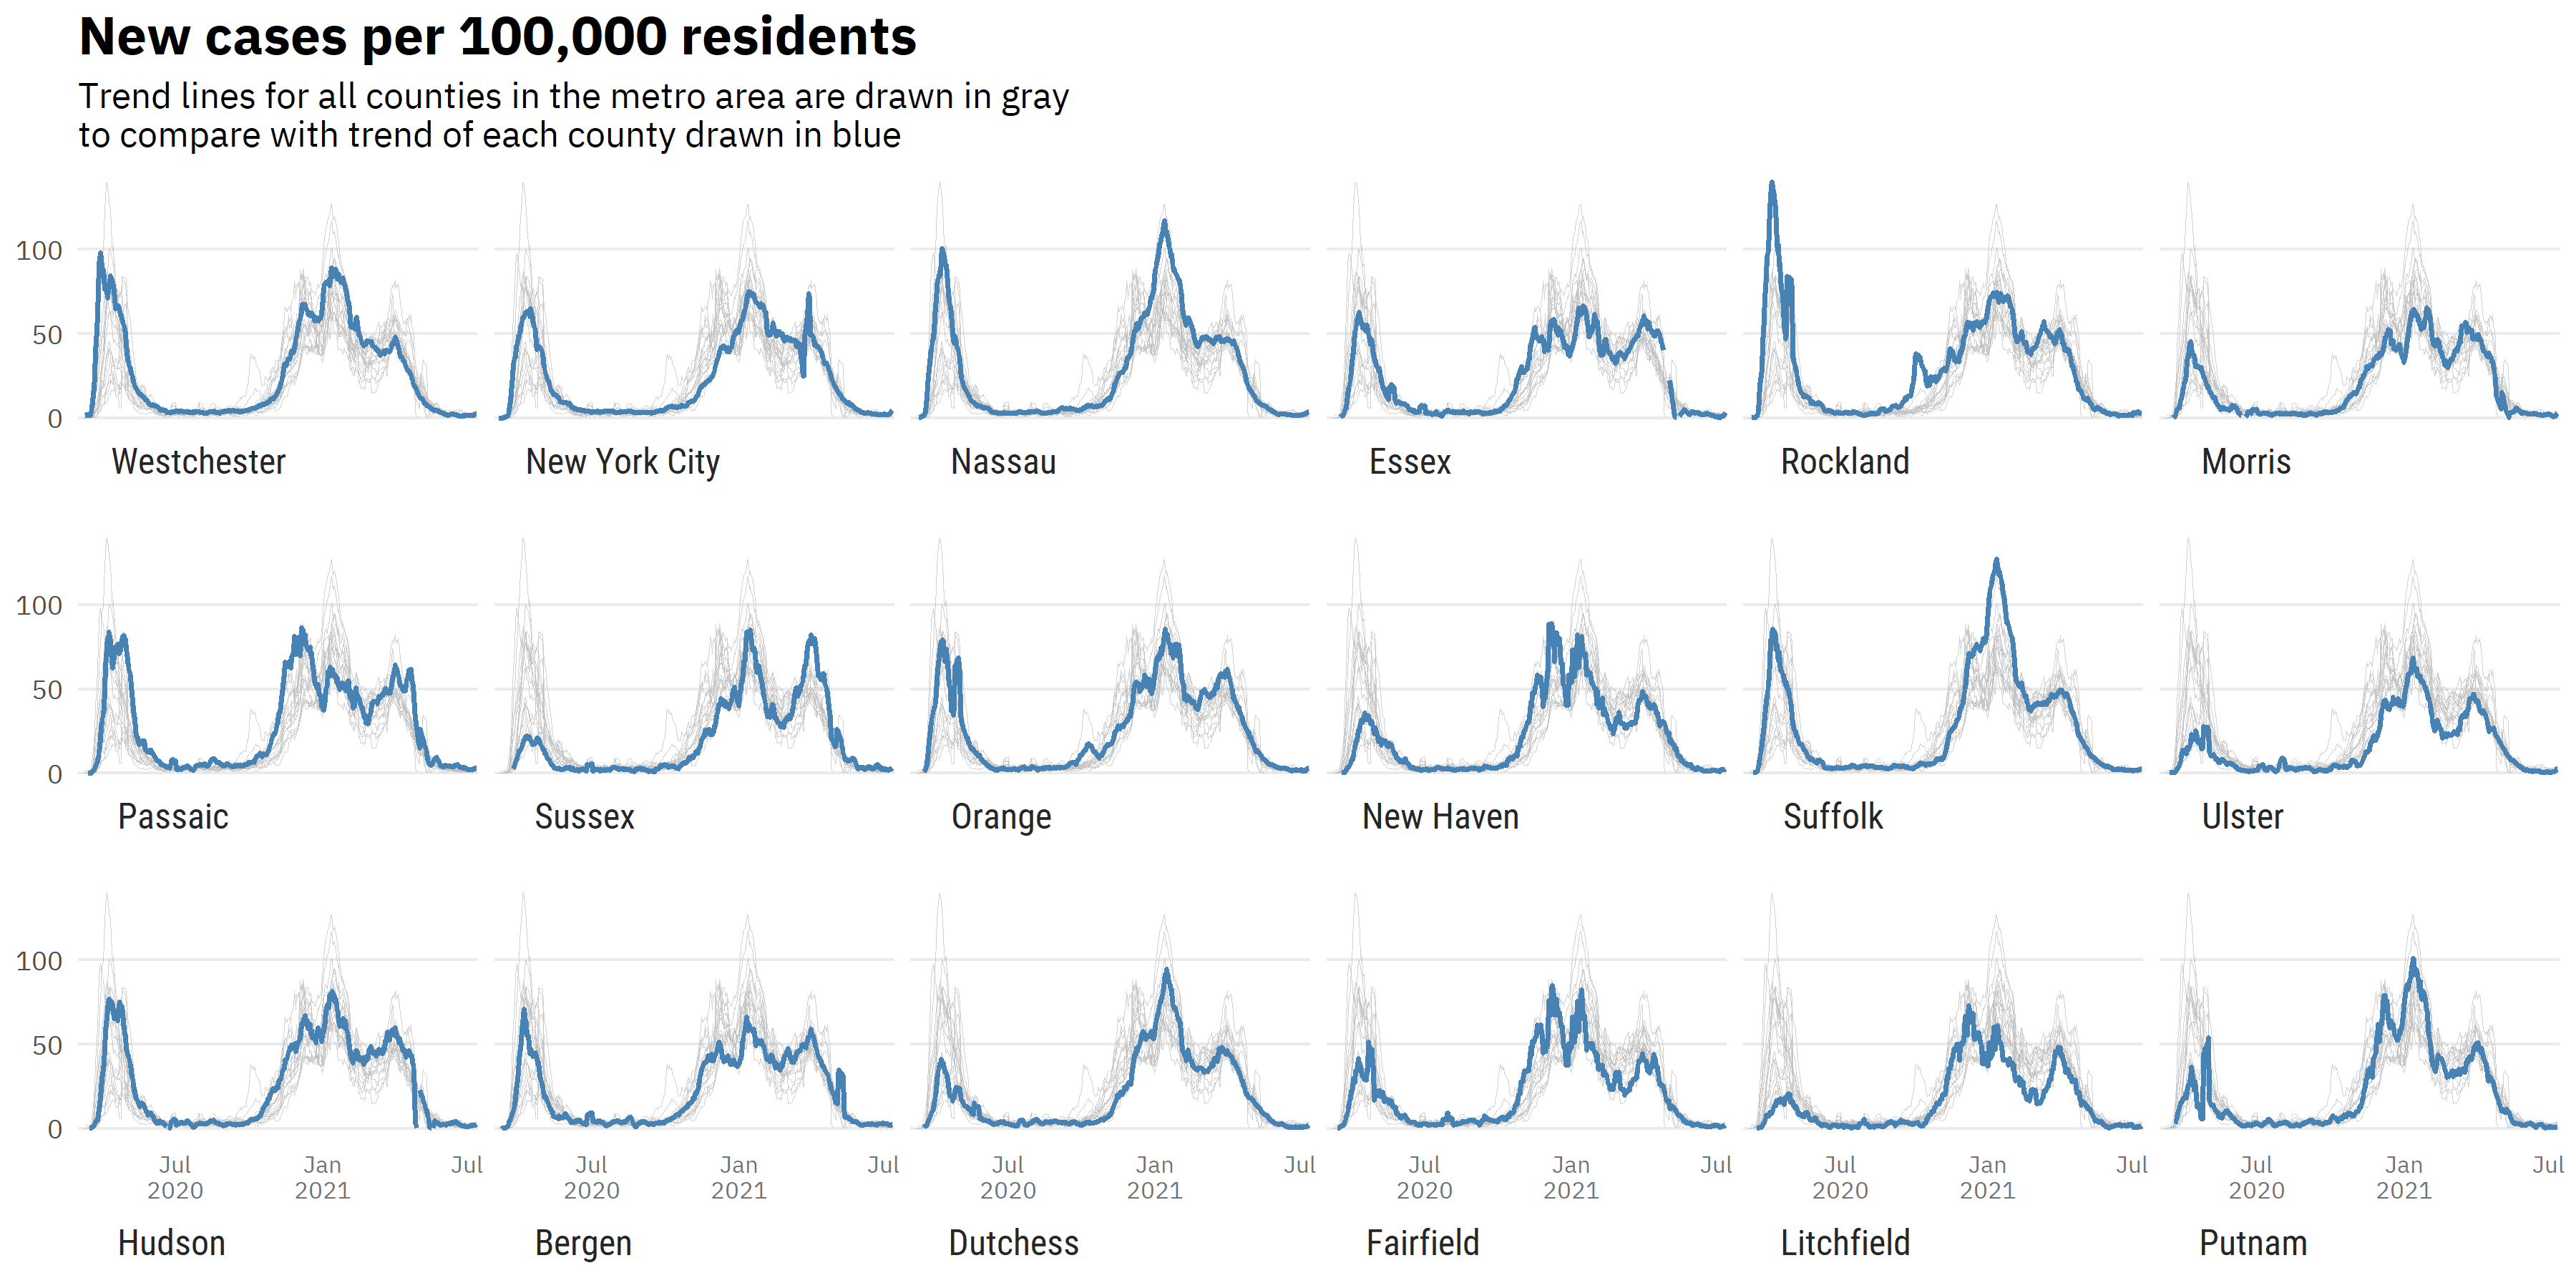 New cases per 100,000 residents
Trend lines for all counties in the metro area are drawn in gray
to compare with trend of each county drawn in blue
100
50
0
Westchester New York City Nassau Essex Rockland Morris
100
50
0
Passaic Sussex Orange New Haven Suffolk Ulster
100
50
0
Jul Jan Jul Jul Jan Jul Jul Jan Jul Jul Jan Jul Jul Jan Jul Jul Jan Jul
2020 2021 2020 2021 2020 2021 2020 2021 2020 2021 2020 2021
Hudson Bergen Dutchess Fairfield Litchfield Putnam